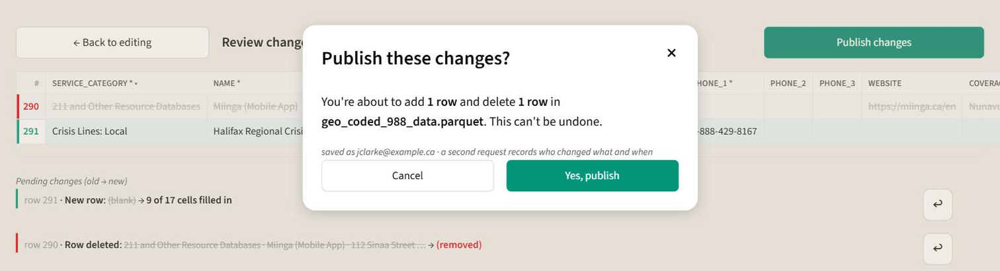 ← Back to editing
Review change
Publish changes
# SERVICE_CATEGORY * NAME * HONE_1 * PHONE_2 PHONE_3 WEBSITE COVERA
290 211 and Other Resource Databases Miinga (Mobile App) https://miinga.ca/en Nunavu
291 Crisis Lines: Local Halifax Regional Crisi -888-429-8167
Publish these changes?
You're about to add 1 row and delete 1 row in
geo_coded_988_data.parquet. This can't be undone.
saved as jclarke@example.ca · a second request records who changed what and when
Cancel
Yes, publish
Pending changes (old → new)
row 291 · New row: (blank) → 9 of 17 cells filled in
row 290 · Row deleted: 211 and Other Resource Databases · Miinga (Mobile App) · 112 Sinaa Street … → (removed)